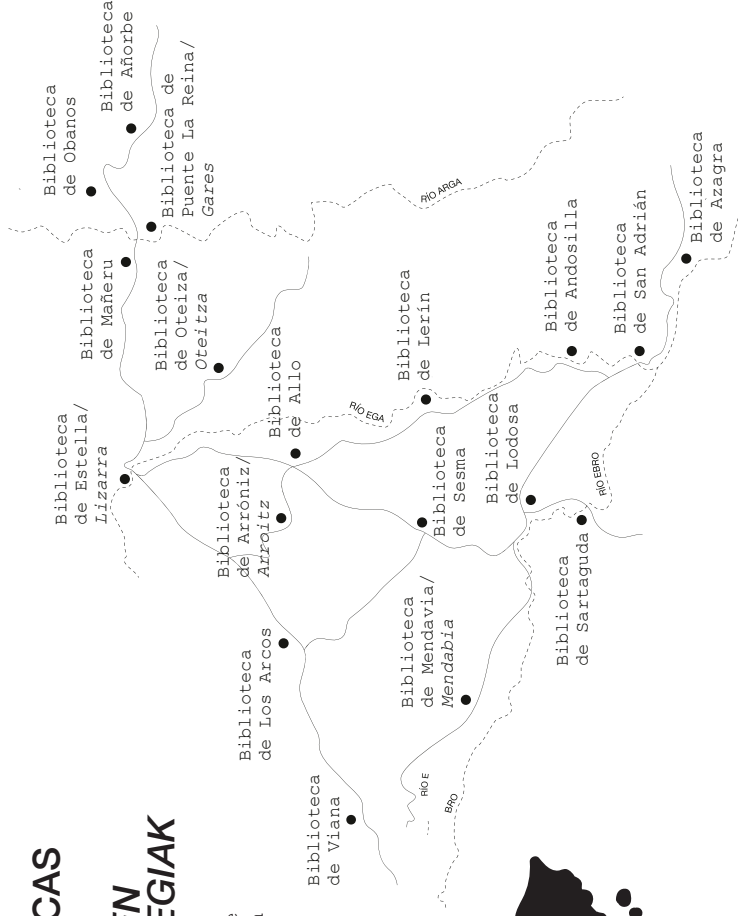 CAS
EN
EGIAK
Biblioteca
de Obanos
Biblioteca
de Añorbe
Biblioteca de
Puente La Reina/
Gares
Biblioteca
de Mañeru
Biblioteca
de Oteiza/
Oteitza
Biblioteca
de Estella/
Lizarra
Biblioteca
de Allo
Biblioteca
de Arróniz/
Arroitz
Biblioteca
de Los Arcos
Biblioteca
de Viana
Biblioteca
de Lerín
Biblioteca
de Sesma
Biblioteca
de Mendavia/
Mendabia
Biblioteca
de Lodosa
Biblioteca
de Sartaguda
Biblioteca
de Andosilla
Biblioteca
de San Adrián
Biblioteca
de Azagra
RÍO ARGA
RÍO EGA
RÍO EBRO
RÍO E
BRO